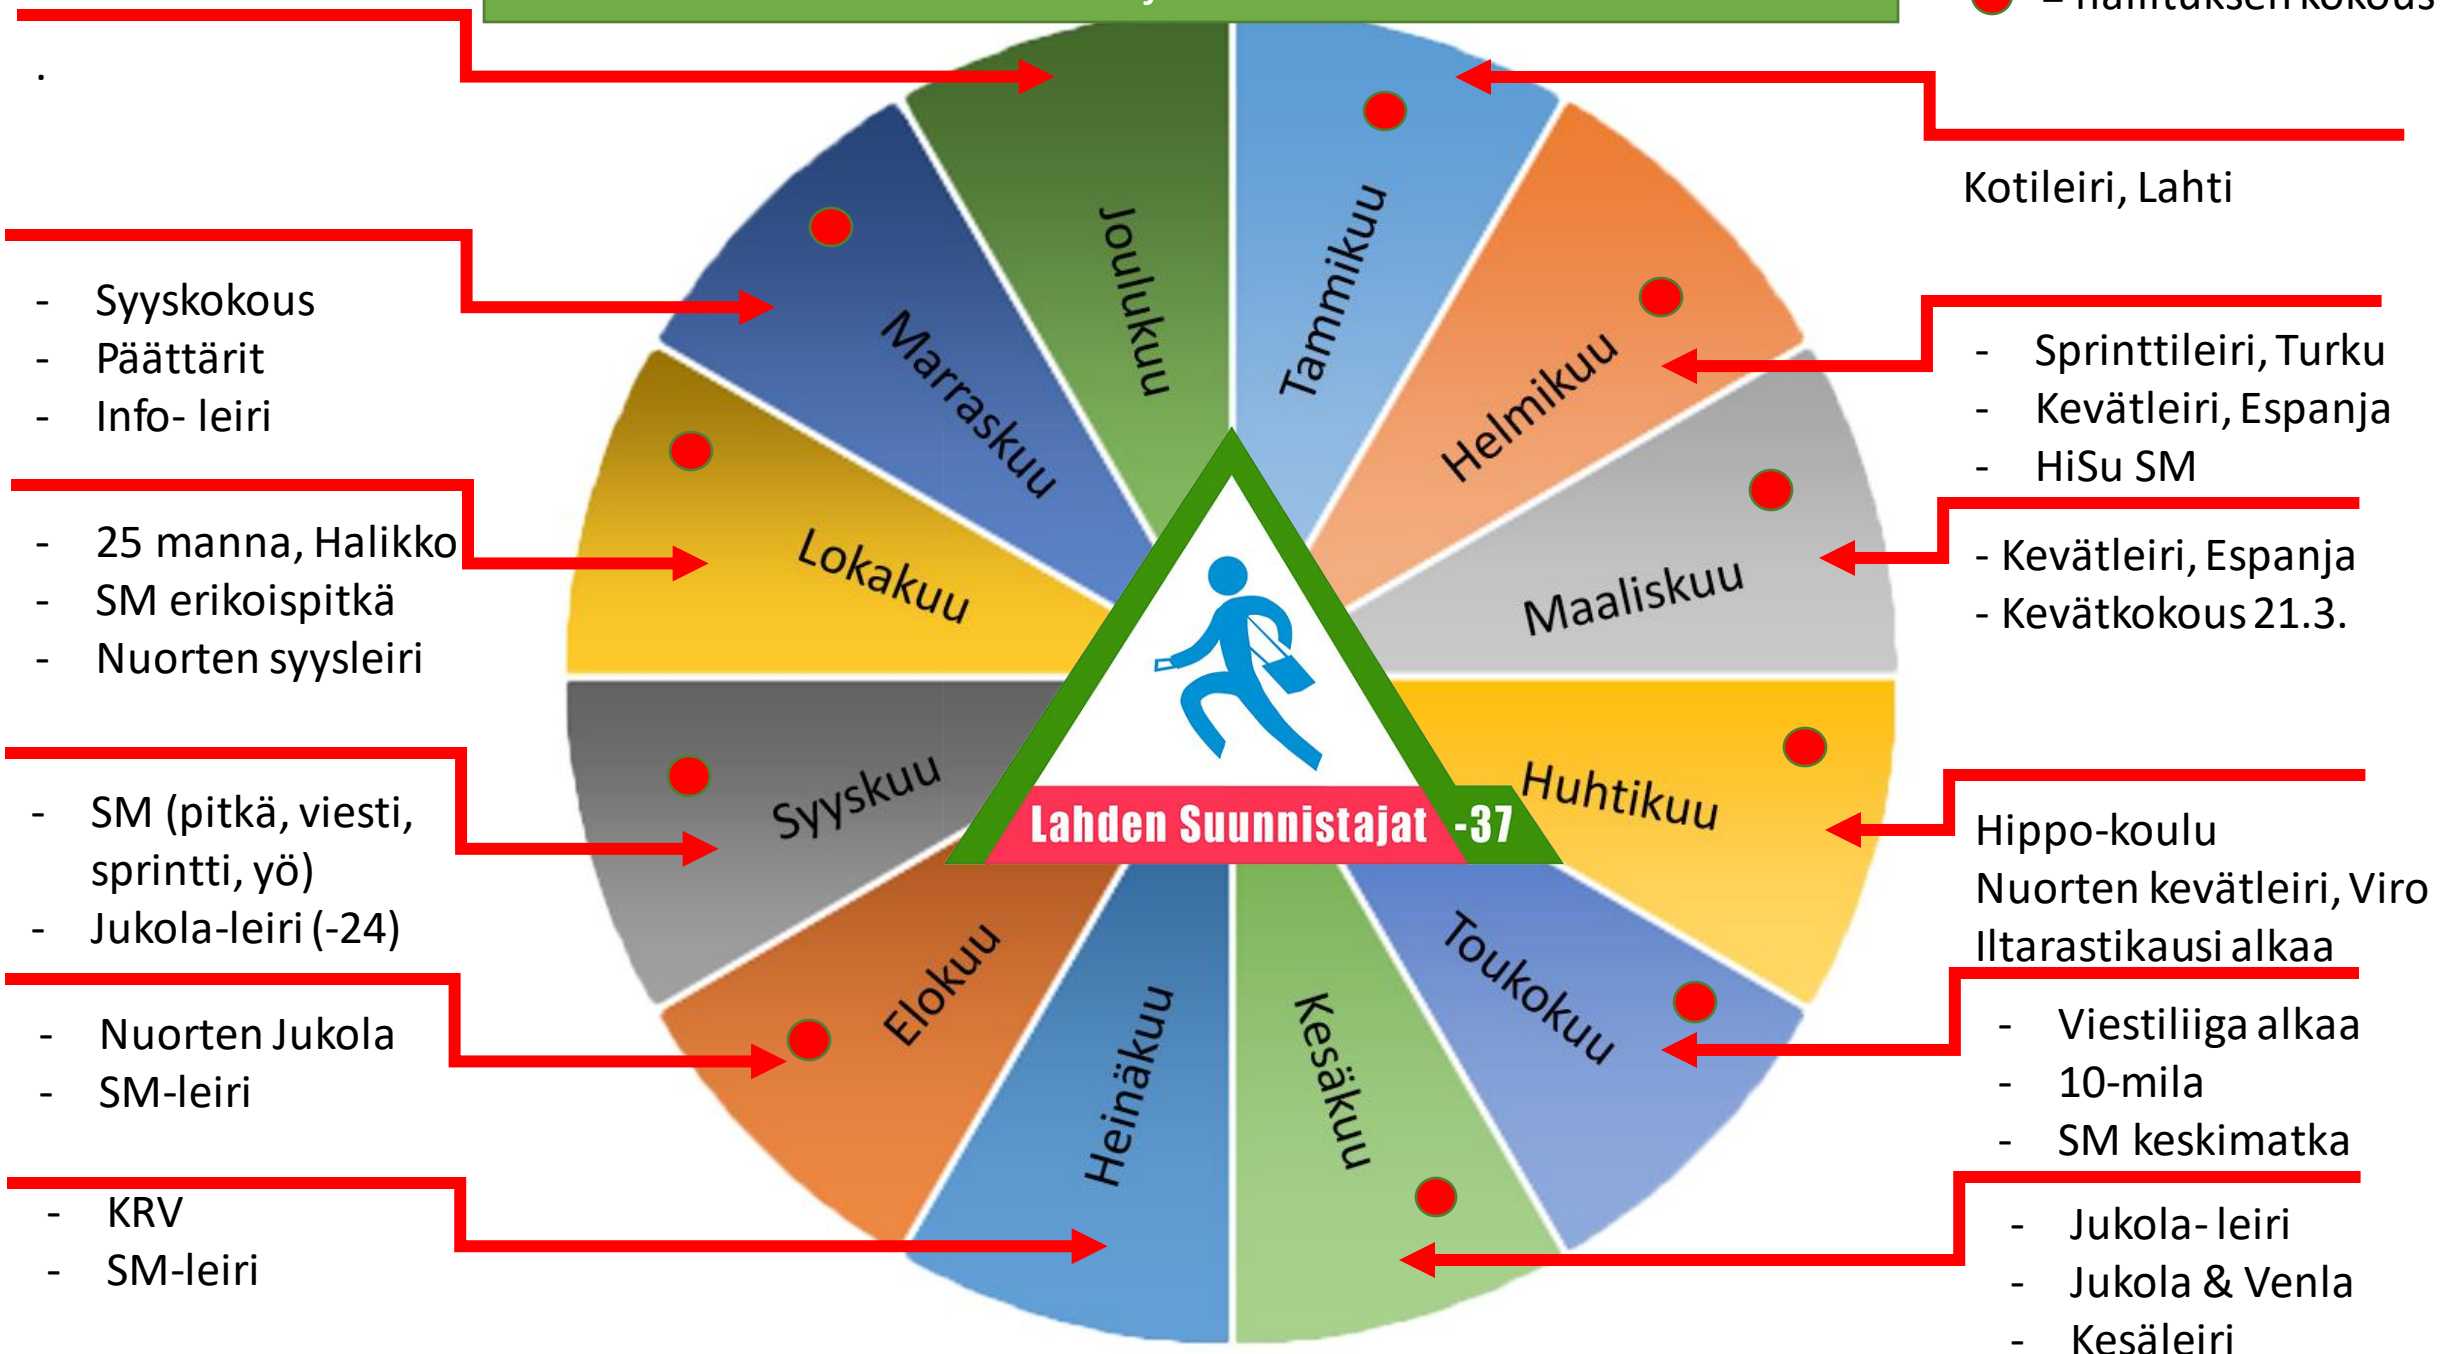 = hallituksen kokous
.
Kotileiri, Lahti
- Sprinttileiri, Turku
- Kevätleiri, Espanja
- HiSu SM
- Kevätleiri, Espanja
- Kevätkokous 21.3.
Hippo-koulu
Nuorten kevätleiri, Viro
Iltarastikausi alkaa
- Viestiliiga alkaa
- 10-mila
- SM keskimatka
- Jukola- leiri
- Jukola & Venla
- Kesäleiri
- KRV
- SM-leiri
- Nuorten Jukola
- SM-leiri
- SM (pitkä, viesti,
sprintti, yö)
- Jukola-leiri (-24)
- 25 manna, Halikko
- SM erikoispitkä
- Nuorten syysleiri
- Syyskokous
- Päättärit
- Info- leiri
Tammikuu
Helmikuu
Maaliskuu
Huhtikuu
Toukokuu
Kesäkuu
Heinäkuu
Elokuu
Syyskuu
Lokakuu
Marraskuu
Joulukuu
Lahden Suunnistajat -37